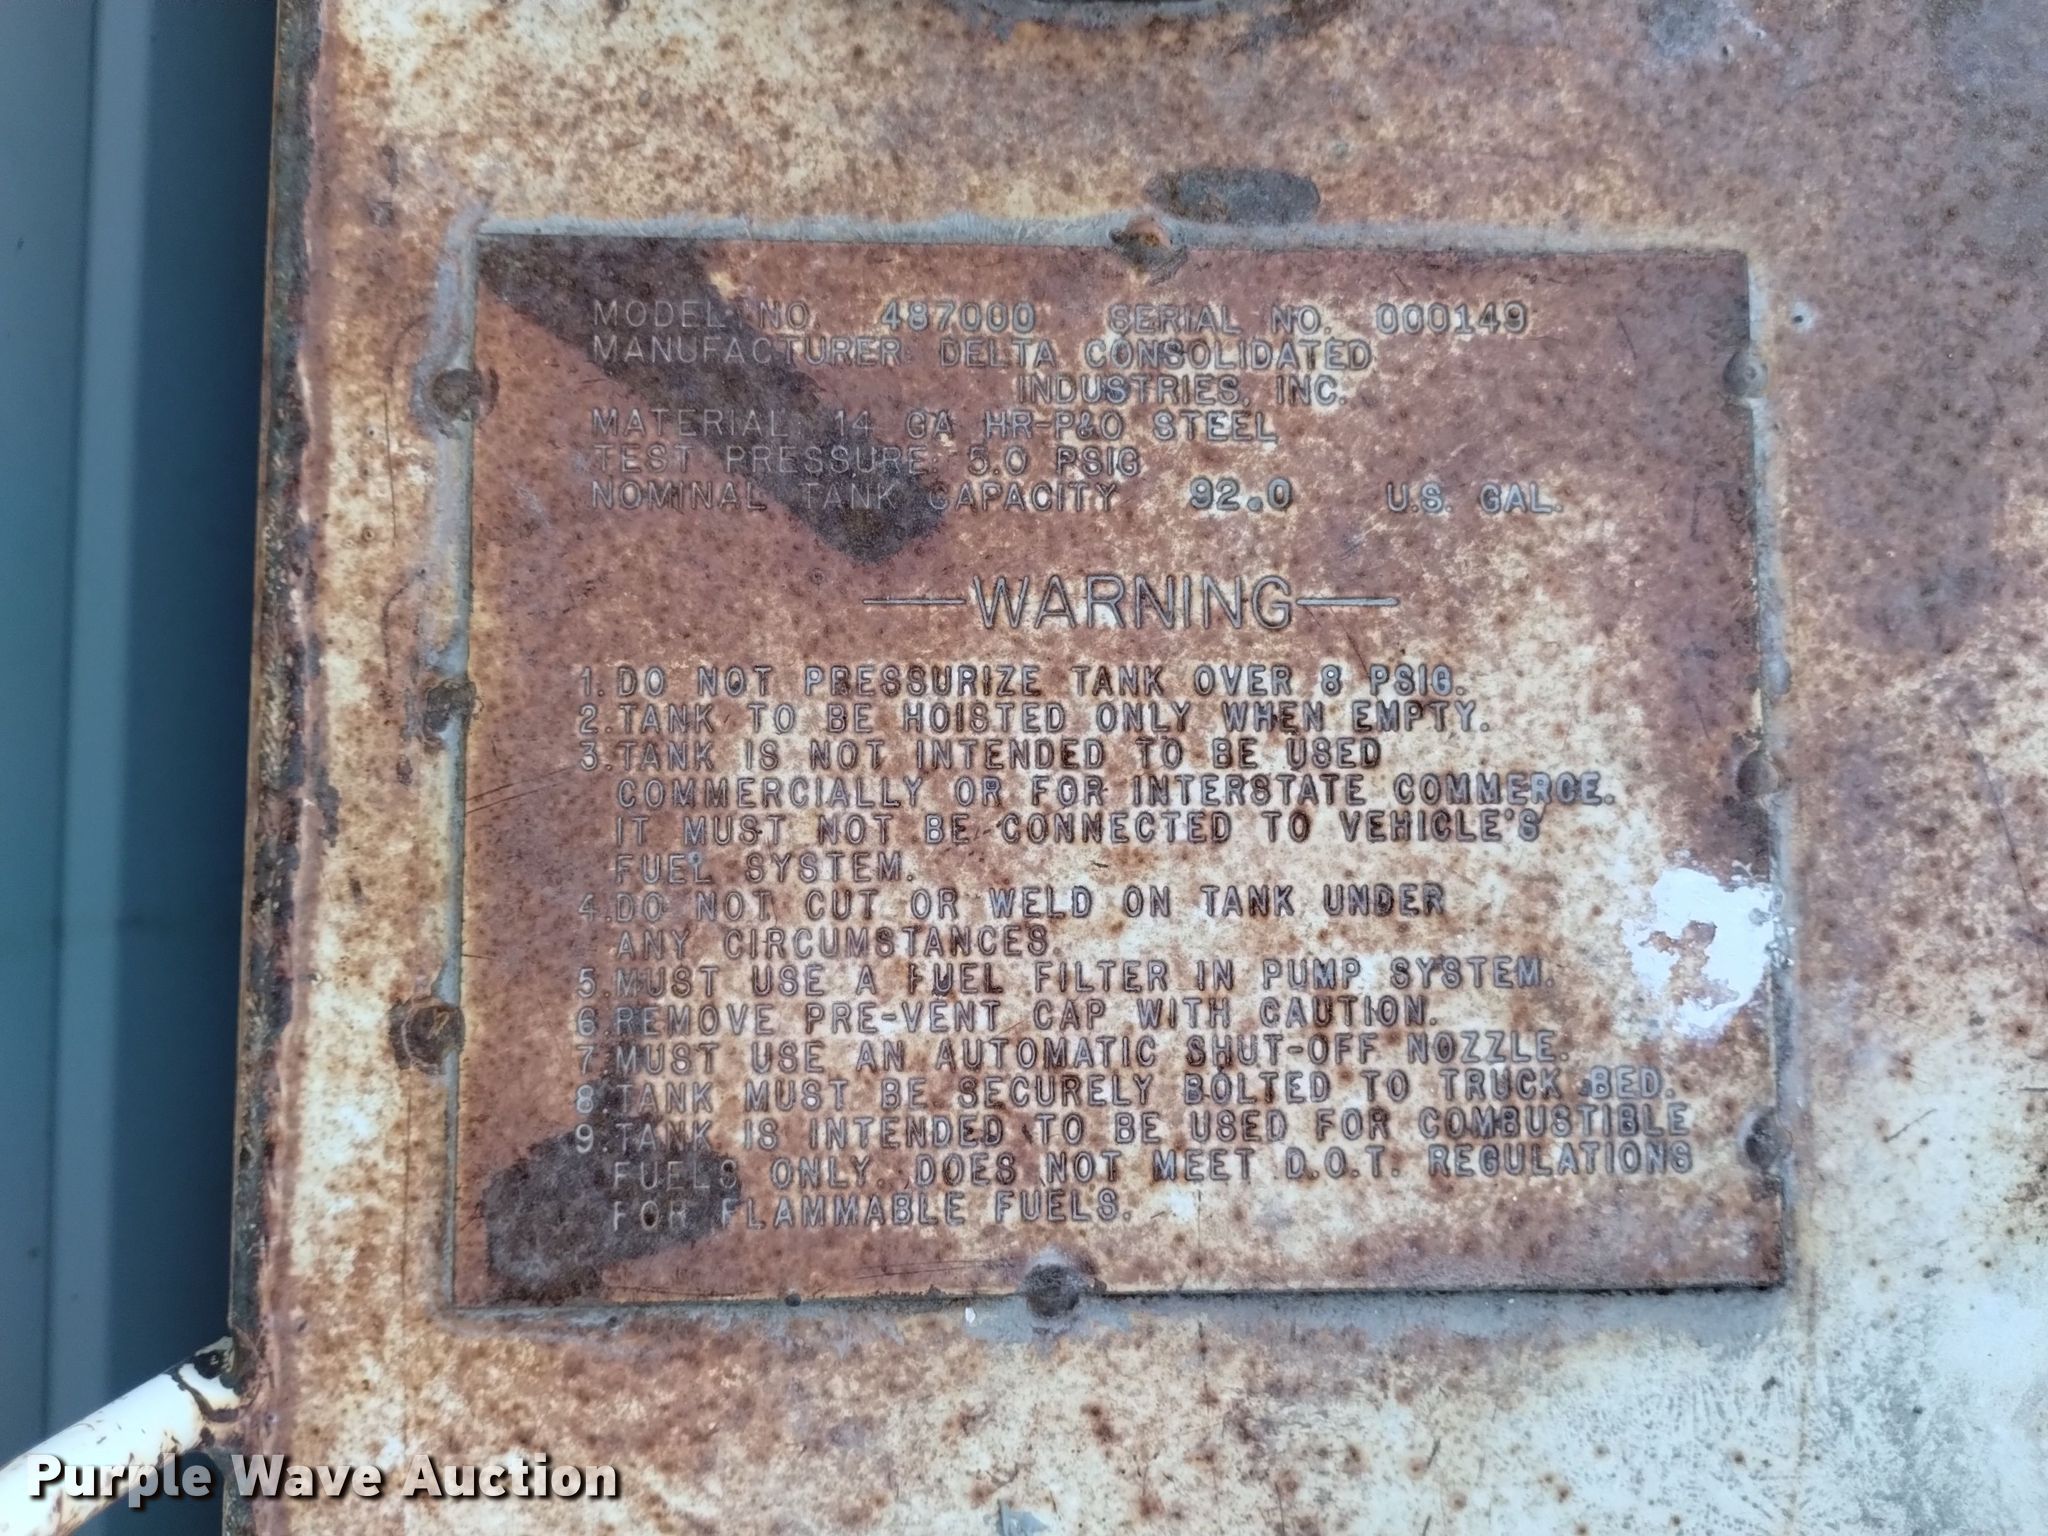 MODEL NO. 487000 SERIAL NO. 000149
MANUFACTURER: DELTA CONSOLIDATED
INDUSTRIES, INC.
MATERIAL: 14 GA HR-P&O STEEL
TEST PRESSURE: 5.0 PSIG
NOMINAL TANK CAPACITY 92.0 U.S. GAL.
—WARNING—
1. DO NOT PRESSURIZE TANK OVER 8 PSIG.
2. TANK TO BE HOISTED ONLY WHEN EMPTY.
3. TANK IS NOT INTENDED TO BE USED
COMMERCIALLY OR FOR INTERSTATE COMMERCE.
IT MUST NOT BE CONNECTED TO VEHICLE'S
FUEL SYSTEM.
4. DO NOT CUT OR WELD ON TANK UNDER
ANY CIRCUMSTANCES.
5. MUST USE A FUEL FILTER IN PUMP SYSTEM.
6. REMOVE PRE-VENT CAP WITH CAUTION.
7. MUST USE AN AUTOMATIC SHUT-OFF NOZZLE.
8. TANK MUST BE SECURELY BOLTED TO TRUCK BED.
9. TANK IS INTENDED TO BE USED FOR COMBUSTIBLE
FUELS ONLY. DOES NOT MEET D.O.T. REGULATIONS
FOR FLAMMABLE FUELS.
Purple Wave Auction